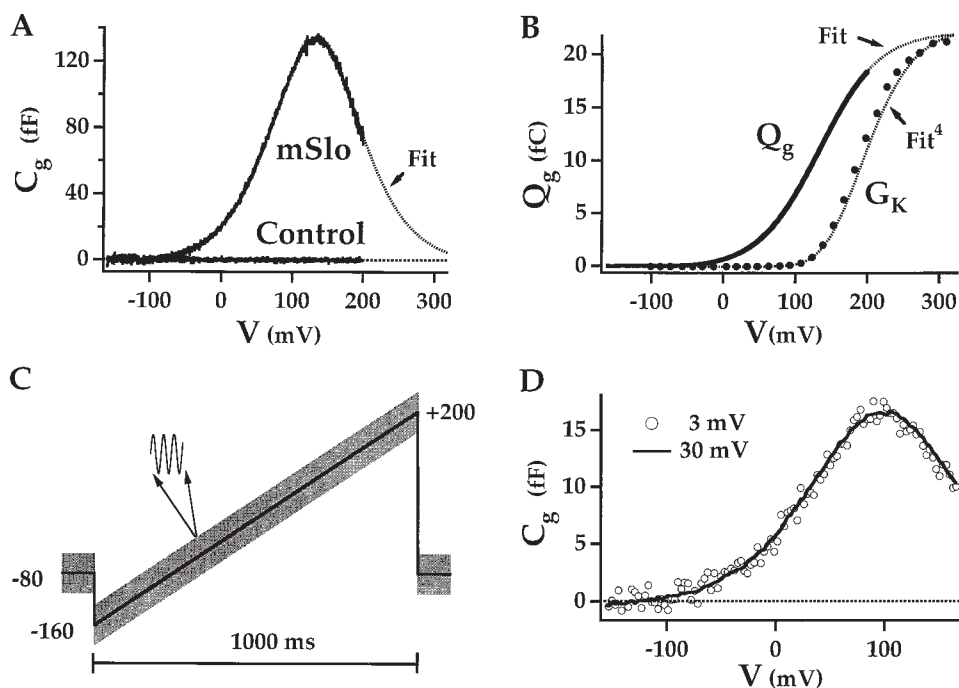 A
C_g (fF)
120
80
40
0
mSlo
Fit
Control
-100 0 100 200 300
V (mV)
B
Q_g (fC)
20
15
10
5
0
Fit
Q_g
Fit⁴
G_K
-100 0 100 200 300
V(mV)
C
+200
-80
-160
1000 ms
D
C_g (fF)
15
10
5
0
3 mV
30 mV
-100 0 100
V (mV)